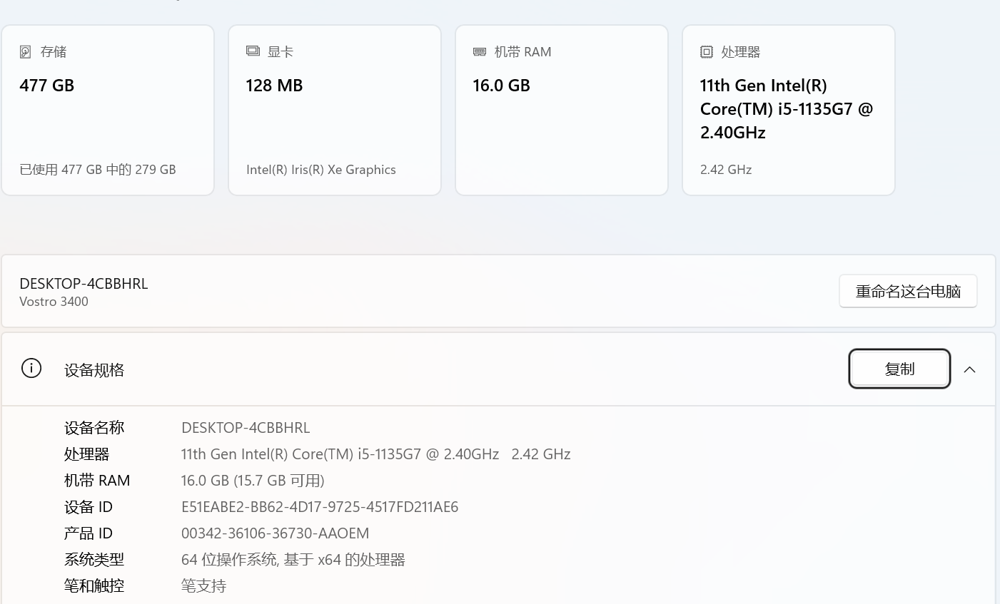 存储
477 GB
已使用 477 GB 中的 279 GB
显卡
128 MB
Intel(R) Iris(R) Xe Graphics
机带 RAM
16.0 GB
处理器
11th Gen Intel(R)
Core(TM) i5-1135G7 @
2.40GHz
2.42 GHz
DESKTOP-4CBBHRL
Vostro 3400
重命名这台电脑
设备规格
复制
设备名称 DESKTOP-4CBBHRL
处理器 11th Gen Intel(R) Core(TM) i5-1135G7 @ 2.40GHz 2.42 GHz
机带 RAM 16.0 GB (15.7 GB 可用)
设备 ID E51EABE2-BB62-4D17-9725-4517FD211AE6
产品 ID 00342-36106-36730-AAOEM
系统类型 64 位操作系统, 基于 x64 的处理器
笔和触控 笔支持